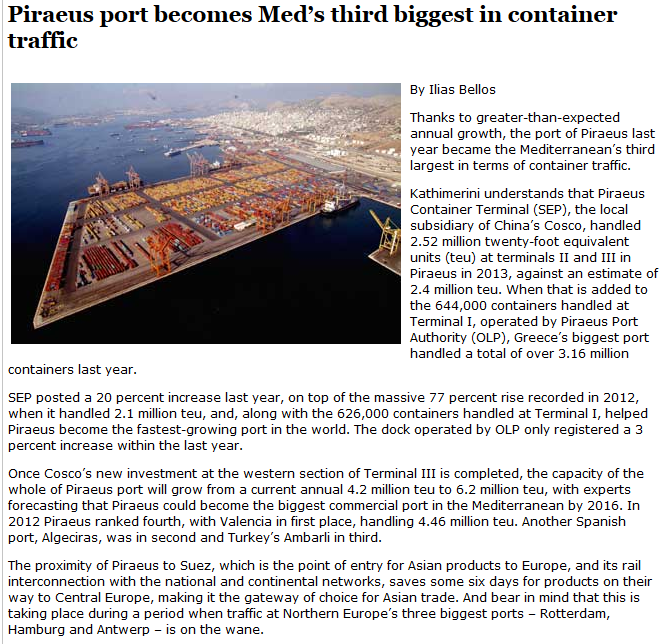 Piraeus port becomes Med’s third biggest in container
traffic
By Ilias Bellos
Thanks to greater-than-expected
annual growth, the port of Piraeus last
year became the Mediterranean’s third
largest in terms of container traffic.
Kathimerini understands that Piraeus
Container Terminal (SEP), the local
subsidiary of China’s Cosco, handled
2.52 million twenty-foot equivalent
units (teu) at terminals II and III in
Piraeus in 2013, against an estimate of
2.4 million teu. When that is added to
the 644,000 containers handled at
Terminal I, operated by Piraeus Port
Authority (OLP), Greece’s biggest port
handled a total of over 3.16 million
containers last year.
SEP posted a 20 percent increase last year, on top of the massive 77 percent rise recorded in 2012,
when it handled 2.1 million teu, and, along with the 626,000 containers handled at Terminal I, helped
Piraeus become the fastest-growing port in the world. The dock operated by OLP only registered a 3
percent increase within the last year.
Once Cosco’s new investment at the western section of Terminal III is completed, the capacity of the
whole of Piraeus port will grow from a current annual 4.2 million teu to 6.2 million teu, with experts
forecasting that Piraeus could become the biggest commercial port in the Mediterranean by 2016. In
2012 Piraeus ranked fourth, with Valencia in first place, handling 4.46 million teu. Another Spanish
port, Algeciras, was in second and Turkey’s Ambarli in third.
The proximity of Piraeus to Suez, which is the point of entry for Asian products to Europe, and its rail
interconnection with the national and continental networks, saves some six days for products on their
way to Central Europe, making it the gateway of choice for Asian trade. And bear in mind that this is
taking place during a period when traffic at Northern Europe’s three biggest ports – Rotterdam,
Hamburg and Antwerp – is on the wane.